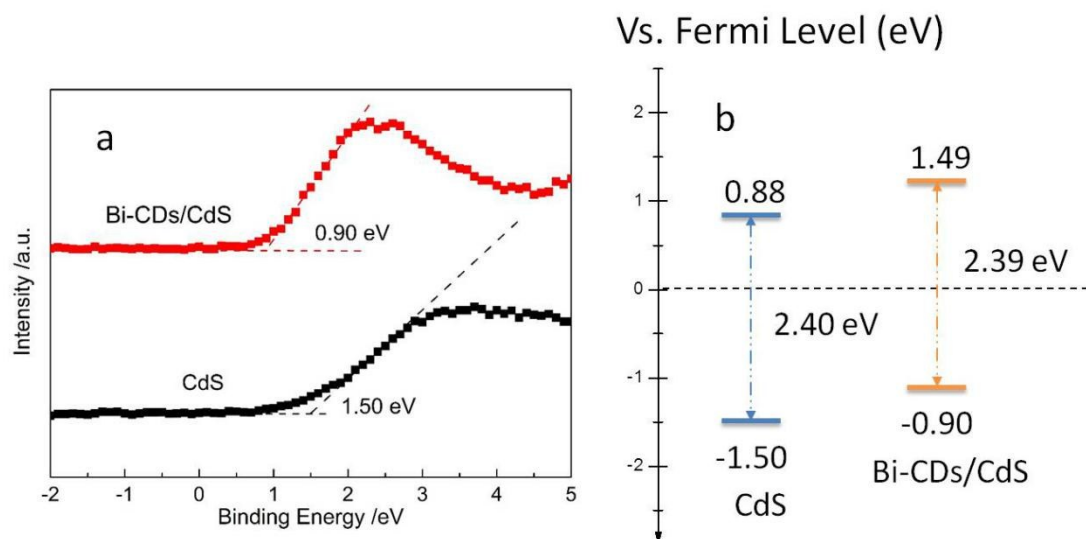 a
Bi-CDs/CdS
0.90 eV
CdS
1.50 eV
Intensity /a.u.
-2 -1 0 1 2 3 4 5
Binding Energy /eV
Vs. Fermi Level (eV)
b
2
1
0
-1
-2
0.88
2.40 eV
-1.50
CdS
1.49
2.39 eV
-0.90
Bi-CDs/CdS